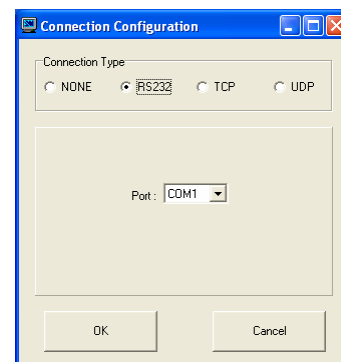 Connection Configuration
Connection Type
NONE RS232 TCP UDP
Port : COM1
OK Cancel